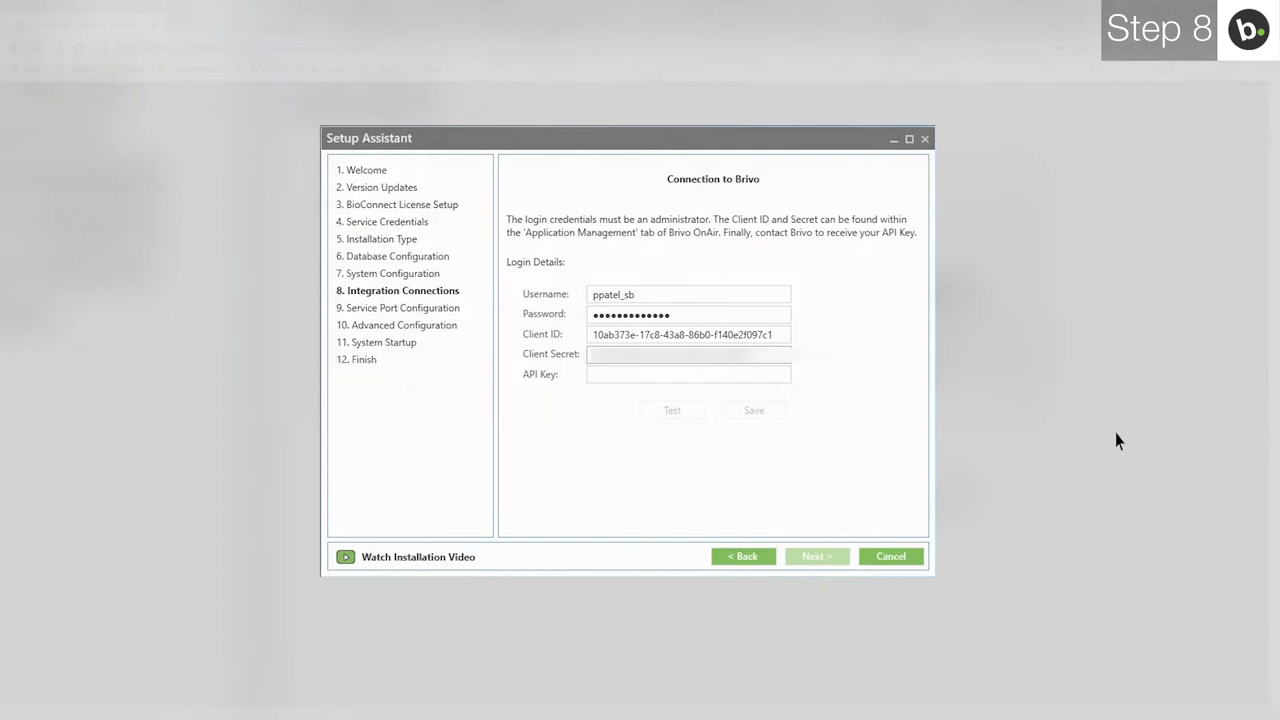 Step 8
b.
Setup Assistant
1. Welcome
2. Version Updates
3. BioConnect License Setup
4. Service Credentials
5. Installation Type
6. Database Configuration
7. System Configuration
8. Integration Connections
9. Service Port Configuration
10. Advanced Configuration
11. System Startup
12. Finish
Connection to Brivo
The login credentials must be an administrator. The Client ID and Secret can be found within
the 'Application Management' tab of Brivo OnAir. Finally, contact Brivo to receive your API Key.
Login Details:
Username: ppatel_sb
Password: ●●●●●●●●●●●●●
Client ID: 10ab373e-17c8-43a8-86b0-f140e2f097c1
Client Secret:
API Key:
Test Save
Watch Installation Video
< Back Next > Cancel